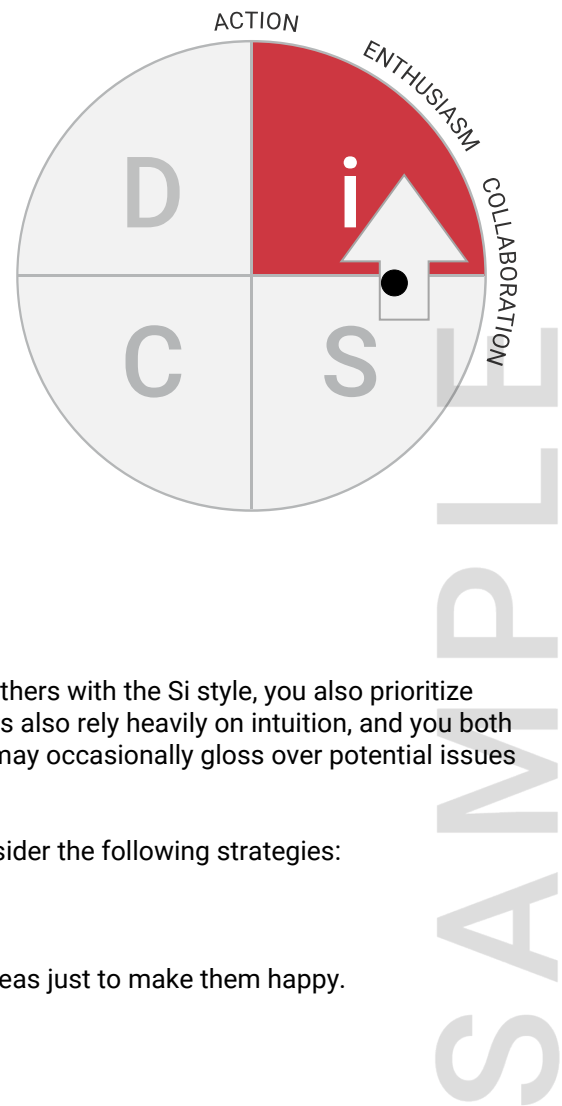 ACTION
ENTHUSIASM
COLLABORATION
D
i
C
S
thers with the Si style, you also prioritize
s also rely heavily on intuition, and you both
may occasionally gloss over potential issues
sider the following strategies:
eas just to make them happy.
SAMPLE